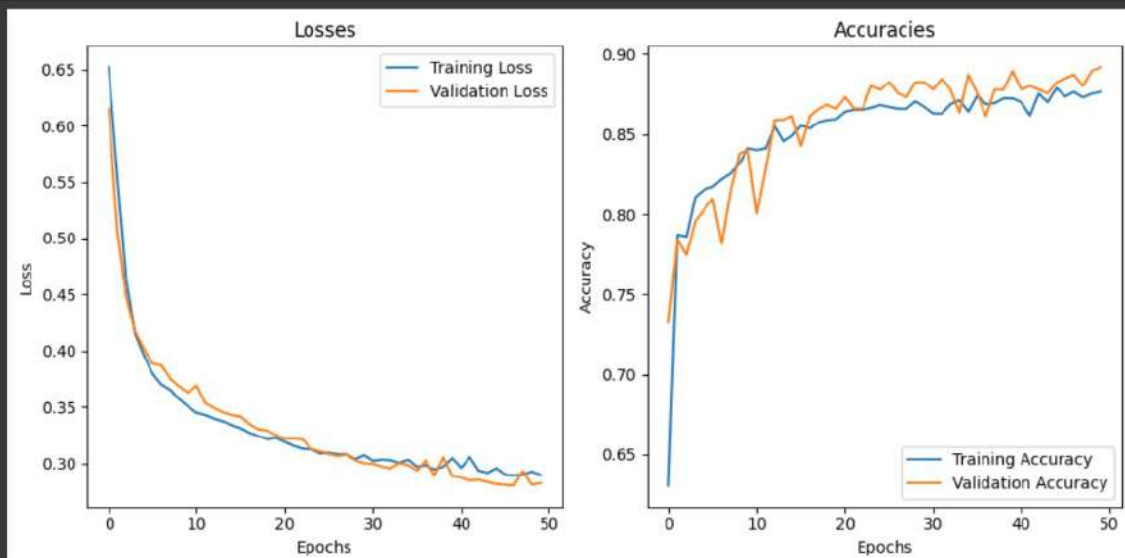 Losses
Training Loss
Validation Loss
0.65
0.60
0.55
0.50
0.45
0.40
0.35
0.30
Loss
0 10 20 30 40 50
Epochs
Accuracies
0.90
0.85
0.80
0.75
0.70
0.65
Accuracy
Training Accuracy
Validation Accuracy
0 10 20 30 40 50
Epochs